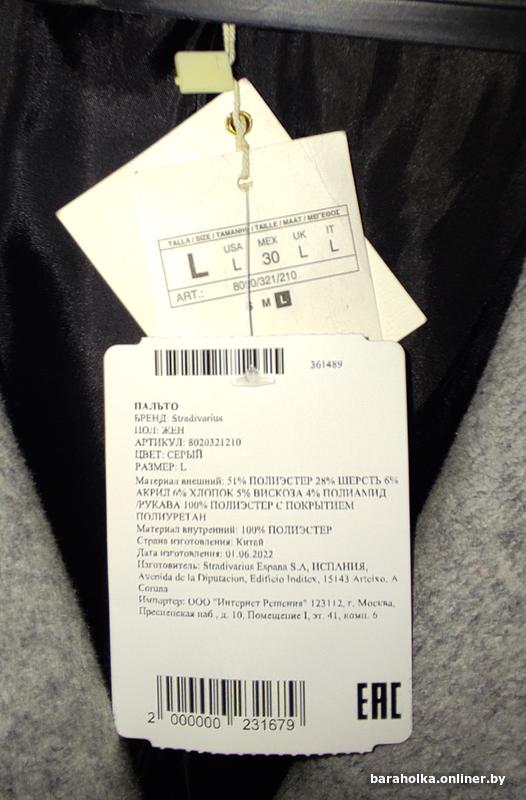 TALLA / SIZE / TAMANHO / TAILLE / MAAT / ΜΕΓΕΘΟΣ
L
USA MEX UK IT
L 30 L L
ART.: 8020/321/210
S M L
361489
ПАЛЬТО
БРЕНД: Stradivarius
ПОЛ: ЖЕН
АРТИКУЛ: 8020321210
ЦВЕТ: СЕРЫЙ
РАЗМЕР: L
Материал внешний: 51% ПОЛИЭСТЕР 28% ШЕРСТЬ 6%
АКРИЛ 6% ХЛОПОК 5% ВИСКОЗА 4% ПОЛИАМИД
/РУКАВА 100% ПОЛИЭСТЕР С ПОКРЫТИЕМ
ПОЛИУРЕТАН
Материал внутренний: 100% ПОЛИЭСТЕР
Страна изготовления: Китай
Дата изготовления: 01.06.2022
Изготовитель: Stradivarius Espana S.A, ИСПАНИЯ,
Avenida de la Diputacion, Edificio Inditex, 15143 Arteixo, A
Coruna
Импортер: ООО "Интернет Решения" 123112, г. Москва,
Пресненская наб., д. 10, Помещение I, эт. 41, комн. 6
2 000000 231679
EAC
baraholka.onliner.by